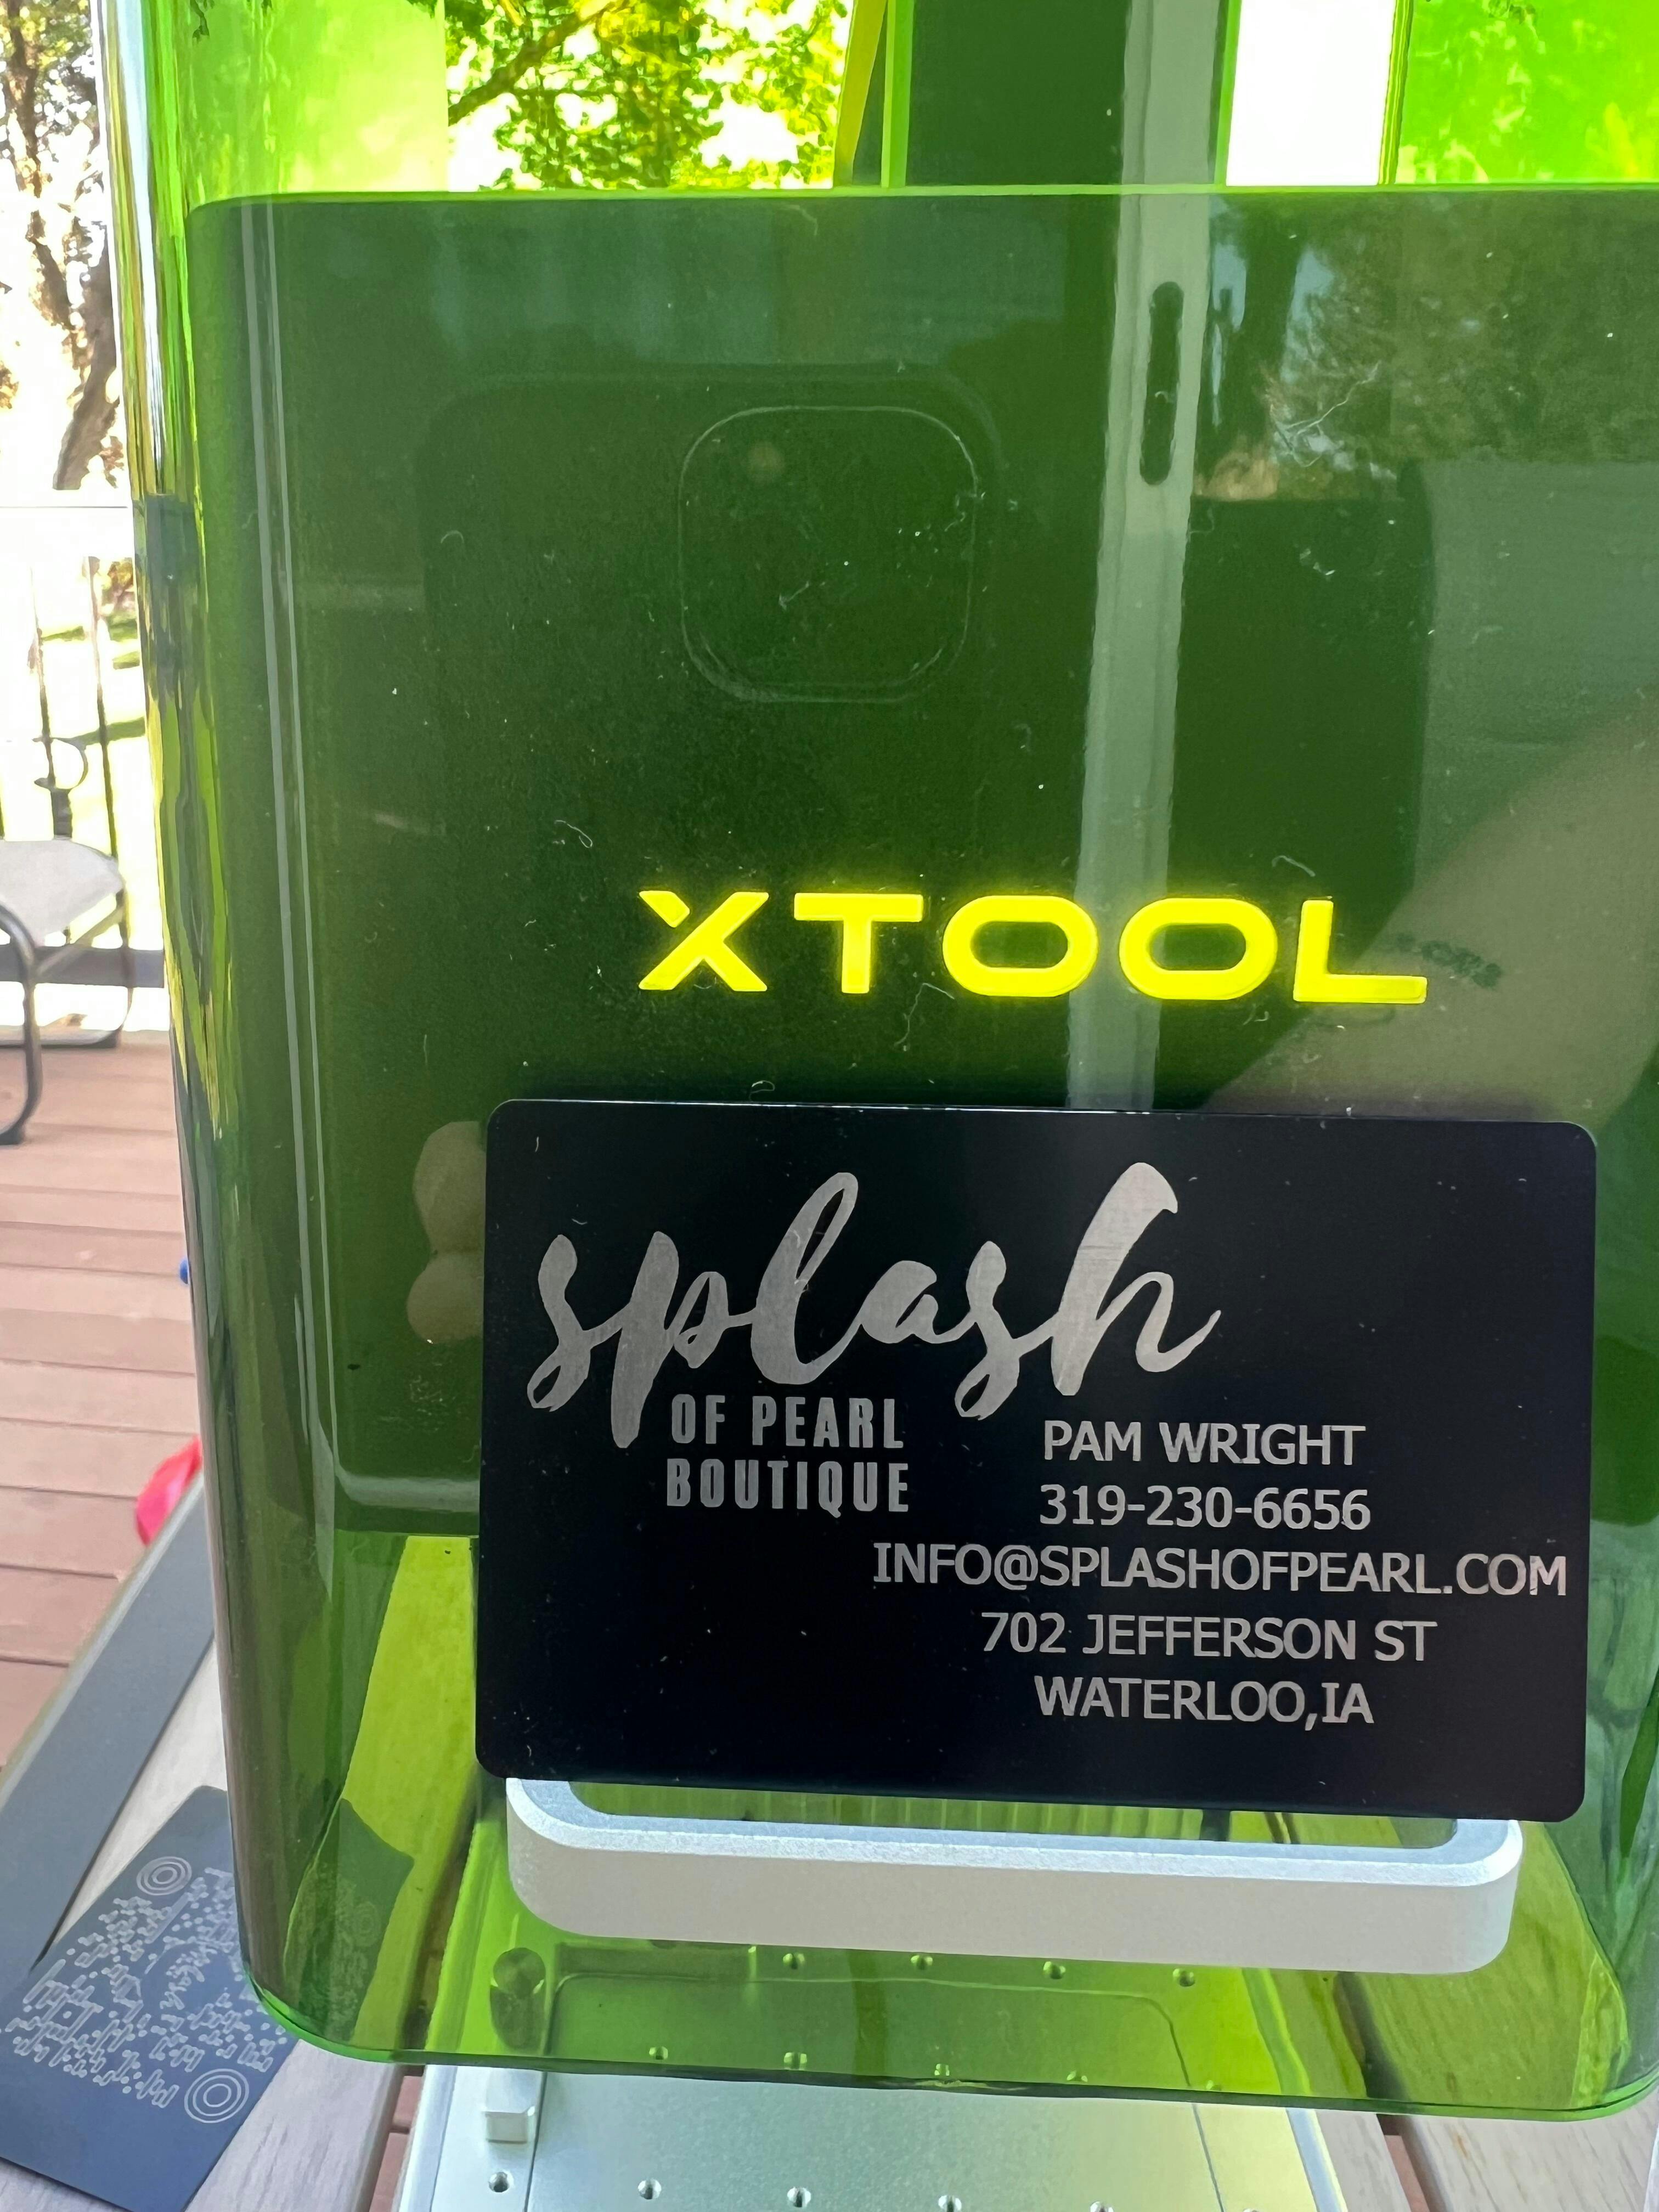 XTOOL
splash
OF PEARL
BOUTIQUE
PAM WRIGHT
319-230-6656
INFO@SPLASHOFPEARL.COM
702 JEFFERSON ST
WATERLOO,IA